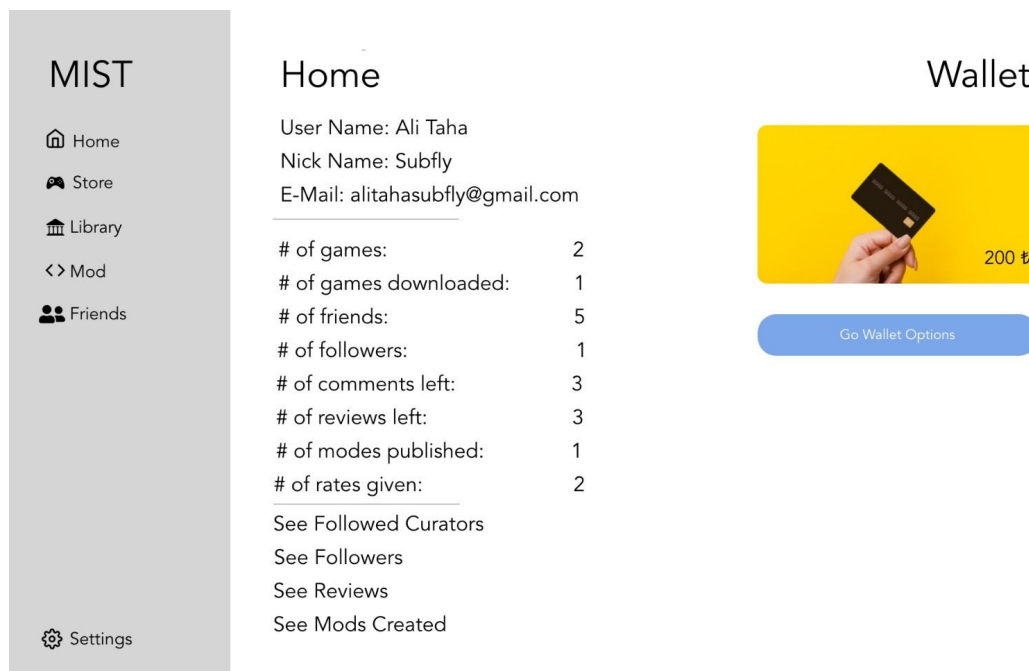 MIST
Home
Store
Library
Mod
Friends
Settings
Home
User Name: Ali Taha
Nick Name: Subfly
E-Mail: alitahasubfly@gmail.com
# of games: 2
# of games downloaded: 1
# of friends: 5
# of followers: 1
# of comments left: 3
# of reviews left: 3
# of modes published: 1
# of rates given: 2
See Followed Curators
See Followers
See Reviews
See Mods Created
Wallet
200 ₺
Go Wallet Options